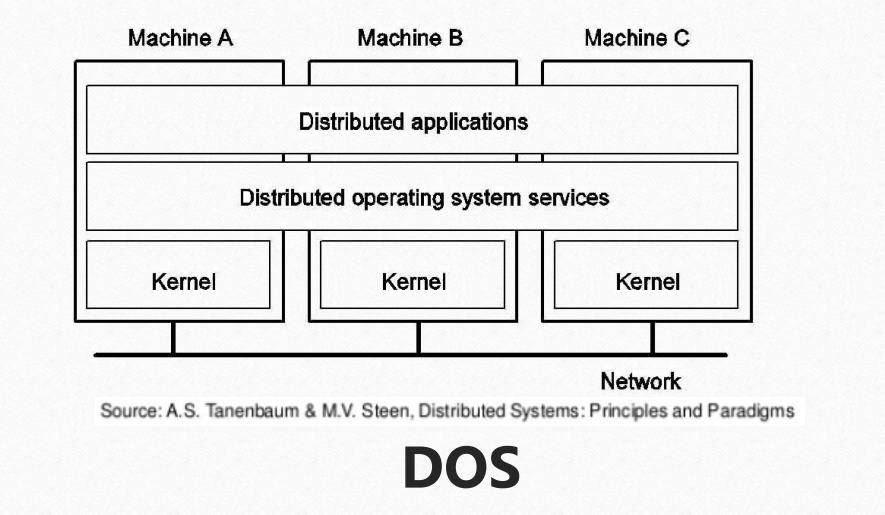 Machine A Machine B Machine C
Distributed applications
Distributed operating system services
Kernel Kernel Kernel
Network
Source: A.S. Tanenbaum & M.V. Steen, Distributed Systems: Principles and Paradigms
DOS